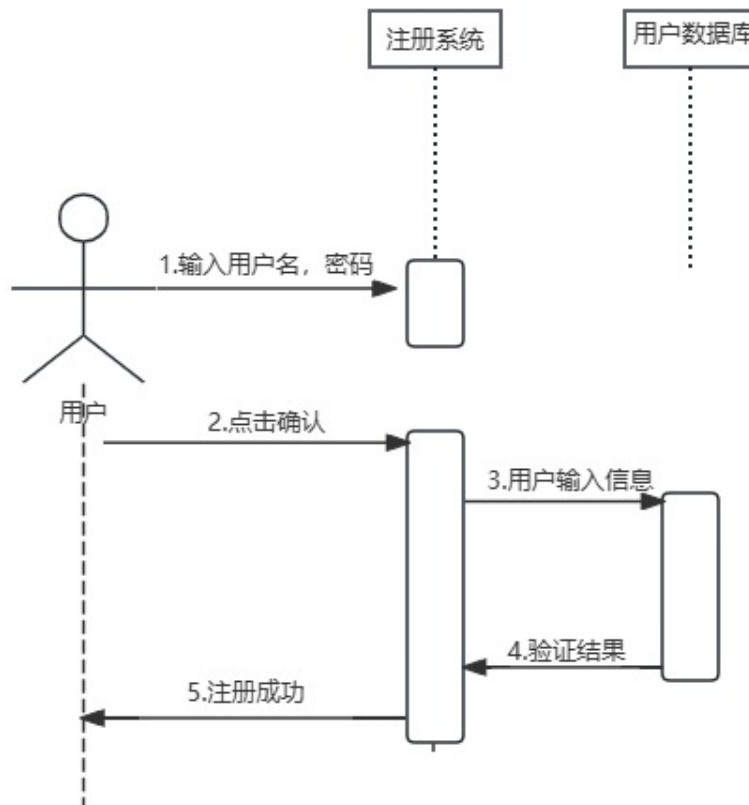 注册系统
用户数据库
1.输入用户名，密码
用户
2.点击确认
3.用户输入信息
4.验证结果
5.注册成功